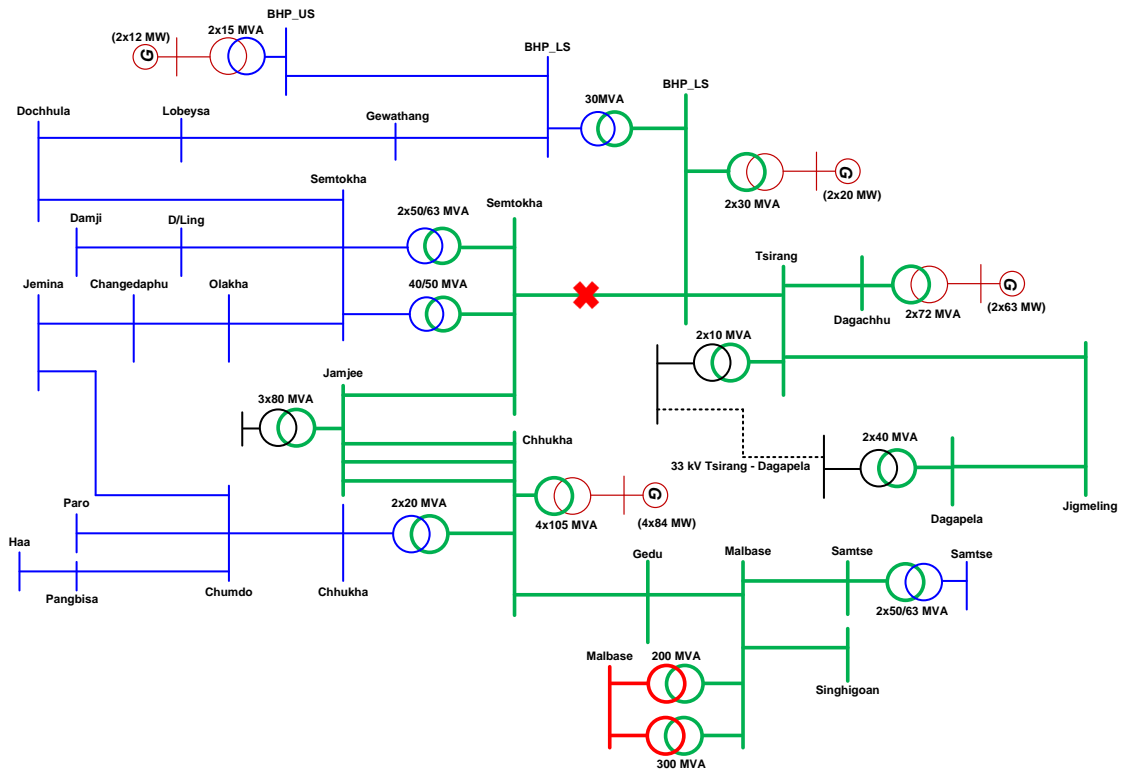 BHP_US
(2x12 MW)
2x15 MVA
G
BHP_LS
BHP_LS
30MVA
Dochhula
Lobeysa
Gewathang
Semtokha
2x30 MVA
G
(2x20 MW)
Damji
D/Ling
2x50/63 MVA
Semtokha
Tsirang
Jemina
Changedaphu
Olakha
40/50 MVA
Dagachhu
2x72 MVA
G
(2x63 MW)
2x10 MVA
Jamjee
3x80 MVA
Chhukha
33 kV Tsirang - Dagapela
2x40 MVA
Dagapela
Jigmeling
Paro
2x20 MVA
4x105 MVA
G
(4x84 MW)
Haa
Pangbisa
Chumdo
Chhukha
Gedu
Malbase
Samtse
Samtse
2x50/63 MVA
Malbase
200 MVA
Singhigoan
300 MVA